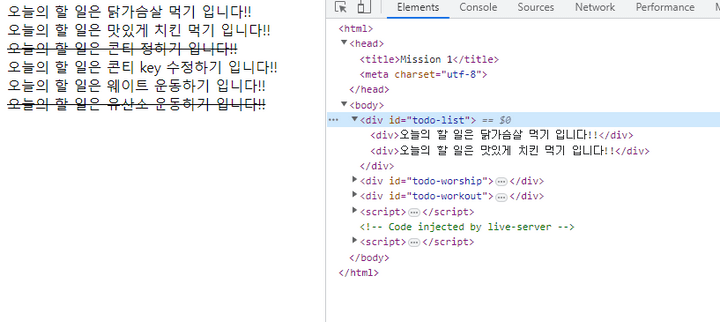 오늘의 할 일은 닭가슴살 먹기 입니다!!
오늘의 할 일은 맛있게 치킨 먹기 입니다!!
오늘의 할 일은 콘티 정하기 입니다!!
오늘의 할 일은 콘티 key 수정하기 입니다!!
오늘의 할 일은 웨이트 운동하기 입니다!!
오늘의 할 일은 유산소 운동하기 입니다!!
Elements Console Sources Network Performance
<html>
<head>
<title>Mission 1</title>
<meta charset="utf-8">
</head>
<body>
<div id="todo-list"> == $0
<div>오늘의 할 일은 닭가슴살 먹기 입니다!!</div>
<div>오늘의 할 일은 맛있게 치킨 먹기 입니다!!</div>
</div>
<div id="todo-worship">…</div>
<div id="todo-workout">…</div>
<script>…</script>
<!-- Code injected by live-server -->
<script>…</script>
</body>
</html>